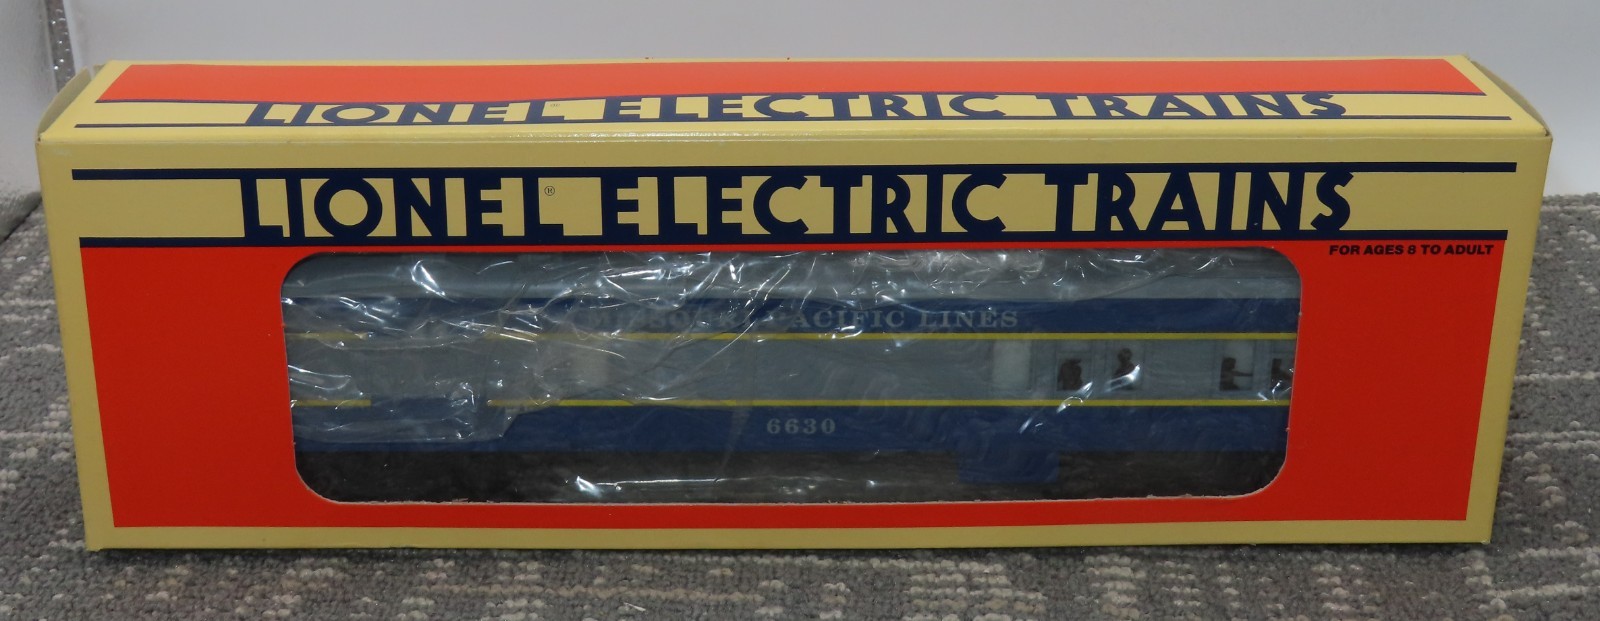 LIONEL® ELECTRIC TRAINS
LIONEL® ELECTRIC TRAINS
FOR AGES 8 TO ADULT
PACIFIC LINES
6630